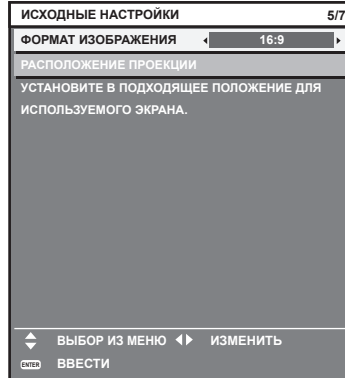 ИСХОДНЫЕ НАСТРОЙКИ 5/7
ФОРМАТ ИЗОБРАЖЕНИЯ 16:9
РАСПОЛОЖЕНИЕ ПРОЕКЦИИ
УСТАНОВИТЕ В ПОДХОДЯЩЕЕ ПОЛОЖЕНИЕ ДЛЯ
ИСПОЛЬЗУЕМОГО ЭКРАНА.
ВЫБОР ИЗ МЕНЮ ИЗМЕНИТЬ
ENTER ВВЕСТИ